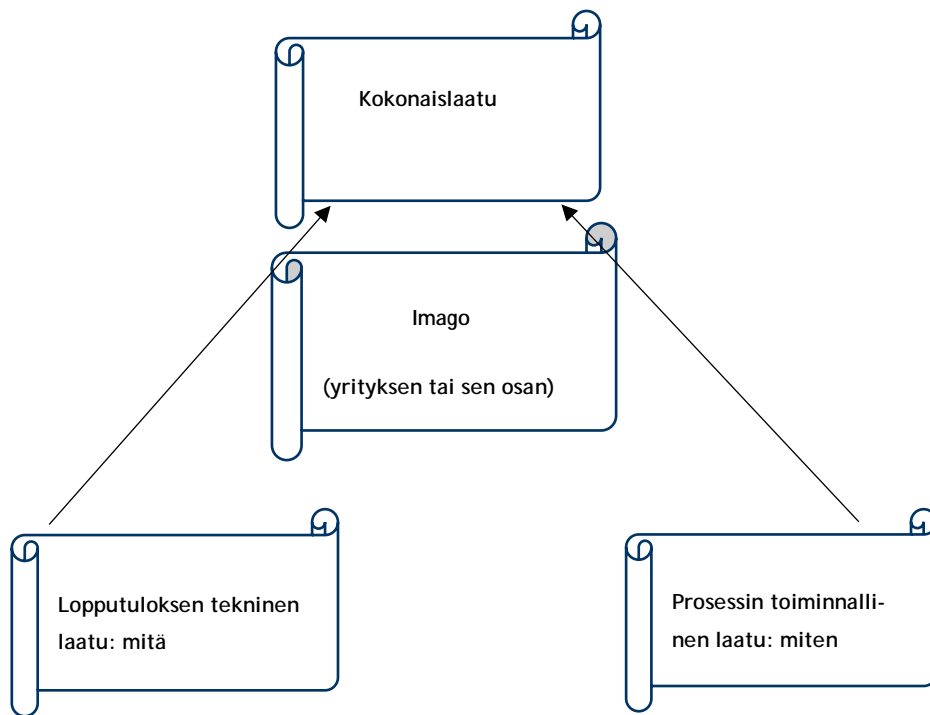 Kokonaislaatu
Imago
(yrityksen tai sen osan)
Lopputuloksen tekninen
laatu: mitä
Prosessin toiminnalli-
nen laatu: miten